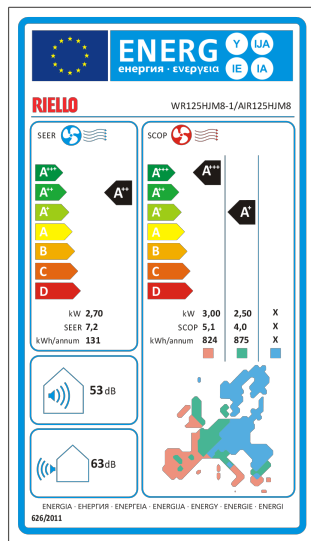 ENERG
енергия · ενεργεια
Y IJA
IE IA
RIELLO
WR125HJM8-1/AIR125HJM8
SEER
SCOP
A+++
A++
A+
A
B
C
D
A++
kW 2,70
SEER 7,2
kWh/annum 131
A+++
A++
A+
A
B
C
D
A+++
A+
kW 3,00 2,50 X
SCOP 5,1 4,0 X
kWh/annum 824 875 X
53 dB
63dB
ENERGIA · ЕНЕРГИЯ · ΕΝΕΡΓΕΙΑ · ENERGIJA · ENERGY · ENERGIE · ENERGI
626/2011